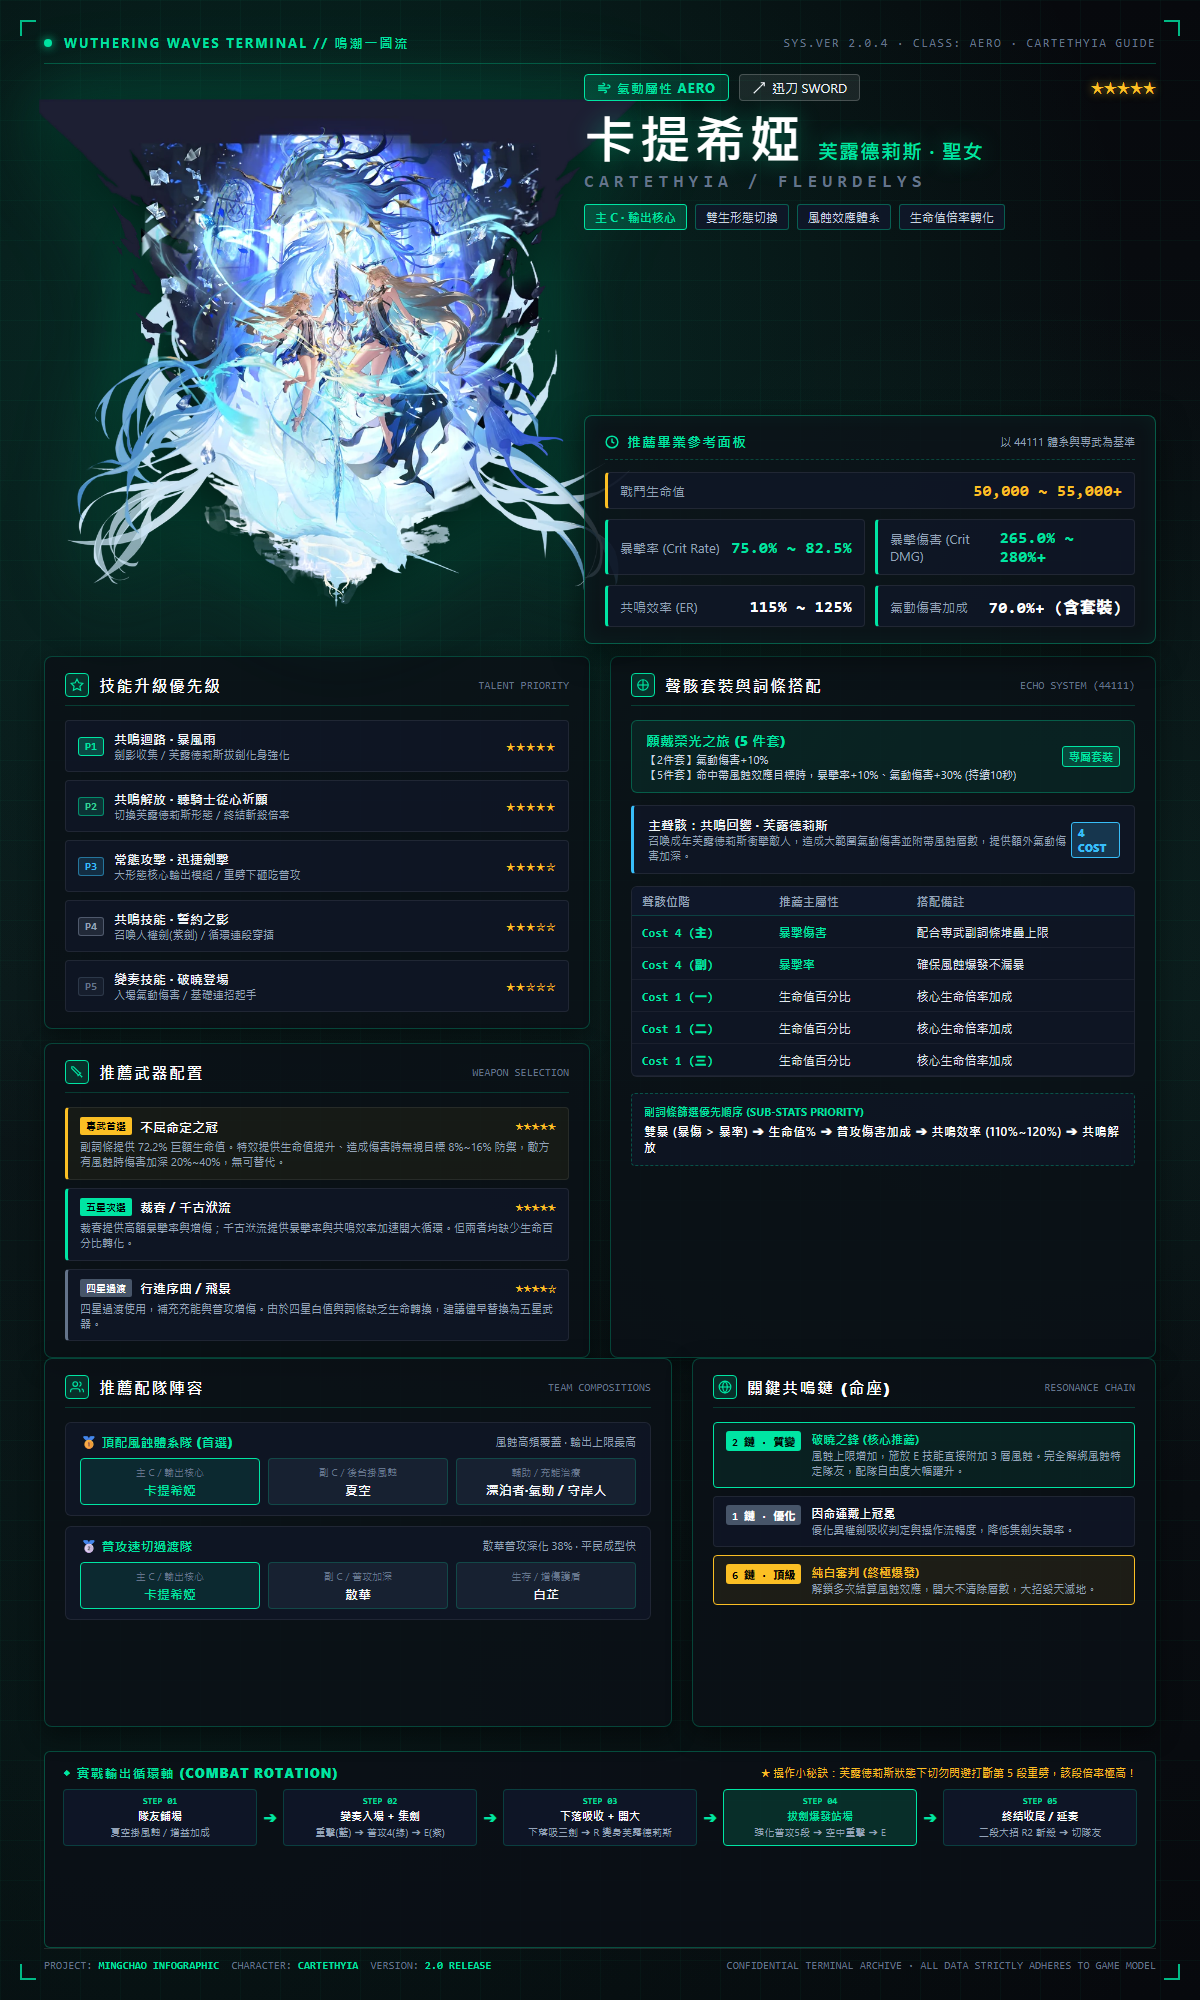 WUTHERING WAVES TERMINAL // 鳴潮一圖流
SYS.VER 2.0.4 · CLASS: AERO · CARTETHYIA GUIDE
氣動屬性 AERO
迅刀 SWORD
★★★★★
卡提希婭 芙露德莉斯 · 聖女
CARTETHYIA / FLEURDELYS
主 C · 輸出核心
雙生形態切換
風蝕效應體系
生命值倍率轉化
推薦畢業參考面板
以 44111 體系與專武為基準
戰鬥生命值
50,000 ~ 55,000+
暴擊率 (Crit Rate)
75.0% ~ 82.5%
暴擊傷害 (Crit
DMG)
265.0% ~
280%+
共鳴效率 (ER)
115% ~ 125%
氣動傷害加成
70.0%+ (含套裝)
技能升級優先級
TALENT PRIORITY
P1
共鳴迴路 · 暴風雨
劍影收集 / 芙露德莉斯拔劍化身強化
★★★★★
P2
共鳴解放 · 聽騎士從心祈願
切換芙露德莉斯形態 / 終結斬殺倍率
★★★★★
P3
常態攻擊 · 迅捷劍擊
大形態核心輸出模組 / 重劈下砸吃普攻
★★★★☆
P4
共鳴技能 · 誓約之影
召喚人權劍(紫劍) / 循環連段穿插
★★★☆☆
P5
變奏技能 · 破曉登場
入場氣動傷害 / 基礎連招起手
★★☆☆☆
推薦武器配置
WEAPON SELECTION
專武首選
不屈命定之冠
★★★★★
副詞條提供 72.2% 巨額生命值。特效提供生命值提升、造成傷害時無視目標 8%~16% 防禦，敵方
有風蝕時傷害加深 20%~40%，無可替代。
五星次選
裁春 / 千古洑流
★★★★★
裁春提供高額暴擊率與增傷；千古洑流提供暴擊率與共鳴效率加速開大循環。但兩者均缺少生命百
分比轉化。
四星過渡
行進序曲 / 飛景
★★★★☆
四星過渡使用，補充充能與普攻增傷。由於四星白值與詞條缺乏生命轉換，建議儘早替換為五星武
器。
聲骸套裝與詞條搭配
ECHO SYSTEM (44111)
願戴榮光之旅 (5 件套)
【2件套】氣動傷害+10%
【5件套】命中帶風蝕效應目標時，暴擊率+10%、氣動傷害+30% (持續10秒)
專屬套裝
主聲骸：共鳴回響 · 芙露德莉斯
召喚成年芙露德莉斯衝擊敵人，造成大範圍氣動傷害並附帶風蝕層數，提供額外氣動傷
害加深。
4
COST
聲骸位階
推薦主屬性
搭配備註
Cost 4 (主)
暴擊傷害
配合專武副詞條堆疊上限
Cost 4 (副)
暴擊率
確保風蝕爆發不漏暴
Cost 1 (一)
生命值百分比
核心生命倍率加成
Cost 1 (二)
生命值百分比
核心生命倍率加成
Cost 1 (三)
生命值百分比
核心生命倍率加成
副詞條篩選優先順序 (SUB-STATS PRIORITY)
雙暴 (暴傷 > 暴率) ➔ 生命值% ➔ 普攻傷害加成 ➔ 共鳴效率 (110%~120%) ➔ 共鳴解
放
推薦配隊陣容
TEAM COMPOSITIONS
🥇 頂配風蝕體系隊 (首選)
風蝕高頻覆蓋 · 輸出上限最高
主 C / 輸出核心
卡提希婭
副 C / 後台掛風蝕
夏空
輔助 / 充能治療
漂泊者·氣動 / 守岸人
🥈 普攻速切過渡隊
散華普攻深化 38% · 平民成型快
主 C / 輸出核心
卡提希婭
副 C / 普攻加深
散華
生存 / 增傷護盾
白芷
關鍵共鳴鏈 (命座)
RESONANCE CHAIN
2 鏈 · 質變
破曉之鋒 (核心推薦)
風蝕上限增加，施放 E 技能直接附加 3 層風蝕。完全解綁風蝕特
定隊友，配隊自由度大幅躍升。
1 鏈 · 優化
因命運戴上冠冕
優化異權劍吸收判定與操作流暢度，降低集劍失誤率。
6 鏈 · 頂級
純白審判 (終極爆發)
解鎖多次結算風蝕效應，開大不清除層數，大招毀天滅地。
◆ 實戰輸出循環軸 (COMBAT ROTATION)
★ 操作小秘訣：芙露德莉斯狀態下切勿閃避打斷第 5 段重劈，該段倍率極高！
STEP 01
隊友鋪場
夏空掛風蝕 / 增益加成
➔
STEP 02
變奏入場 + 集劍
重擊(藍) ➔ 普攻4(綠) ➔ E(紫)
➔
STEP 03
下落吸收 + 開大
下落吸三劍 ➔ R 變身芙露德莉斯
➔
STEP 04
拔劍爆發站場
強化普攻5段 ➔ 空中重擊 ➔ E
➔
STEP 05
終結收尾 / 延奏
二段大招 R2 斬殺 ➔ 切隊友
PROJECT: MINGCHAO INFOGRAPHIC CHARACTER: CARTETHYIA VERSION: 2.0 RELEASE
CONFIDENTIAL TERMINAL ARCHIVE · ALL DATA STRICTLY ADHERES TO GAME MODEL